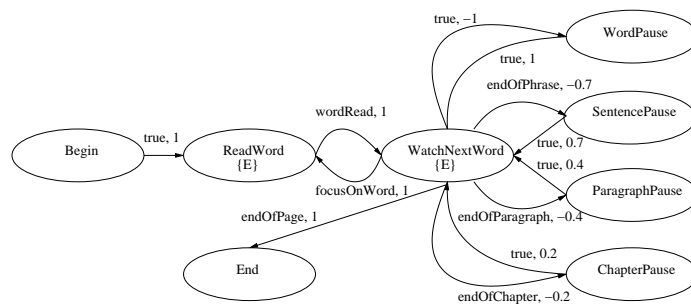 true, −1
WordPause
true, 1
endOfPhrase, −0.7
wordRead, 1
SentencePause
true, 1
true, 0.7
Begin
ReadWord
{E}
WatchNextWord
{E}
true, 0.4
focusOnWord, 1
ParagraphPause
endOfPage, 1
endOfParagraph, −0.4
true, 0.2
End
ChapterPause
endOfChapter, −0.2